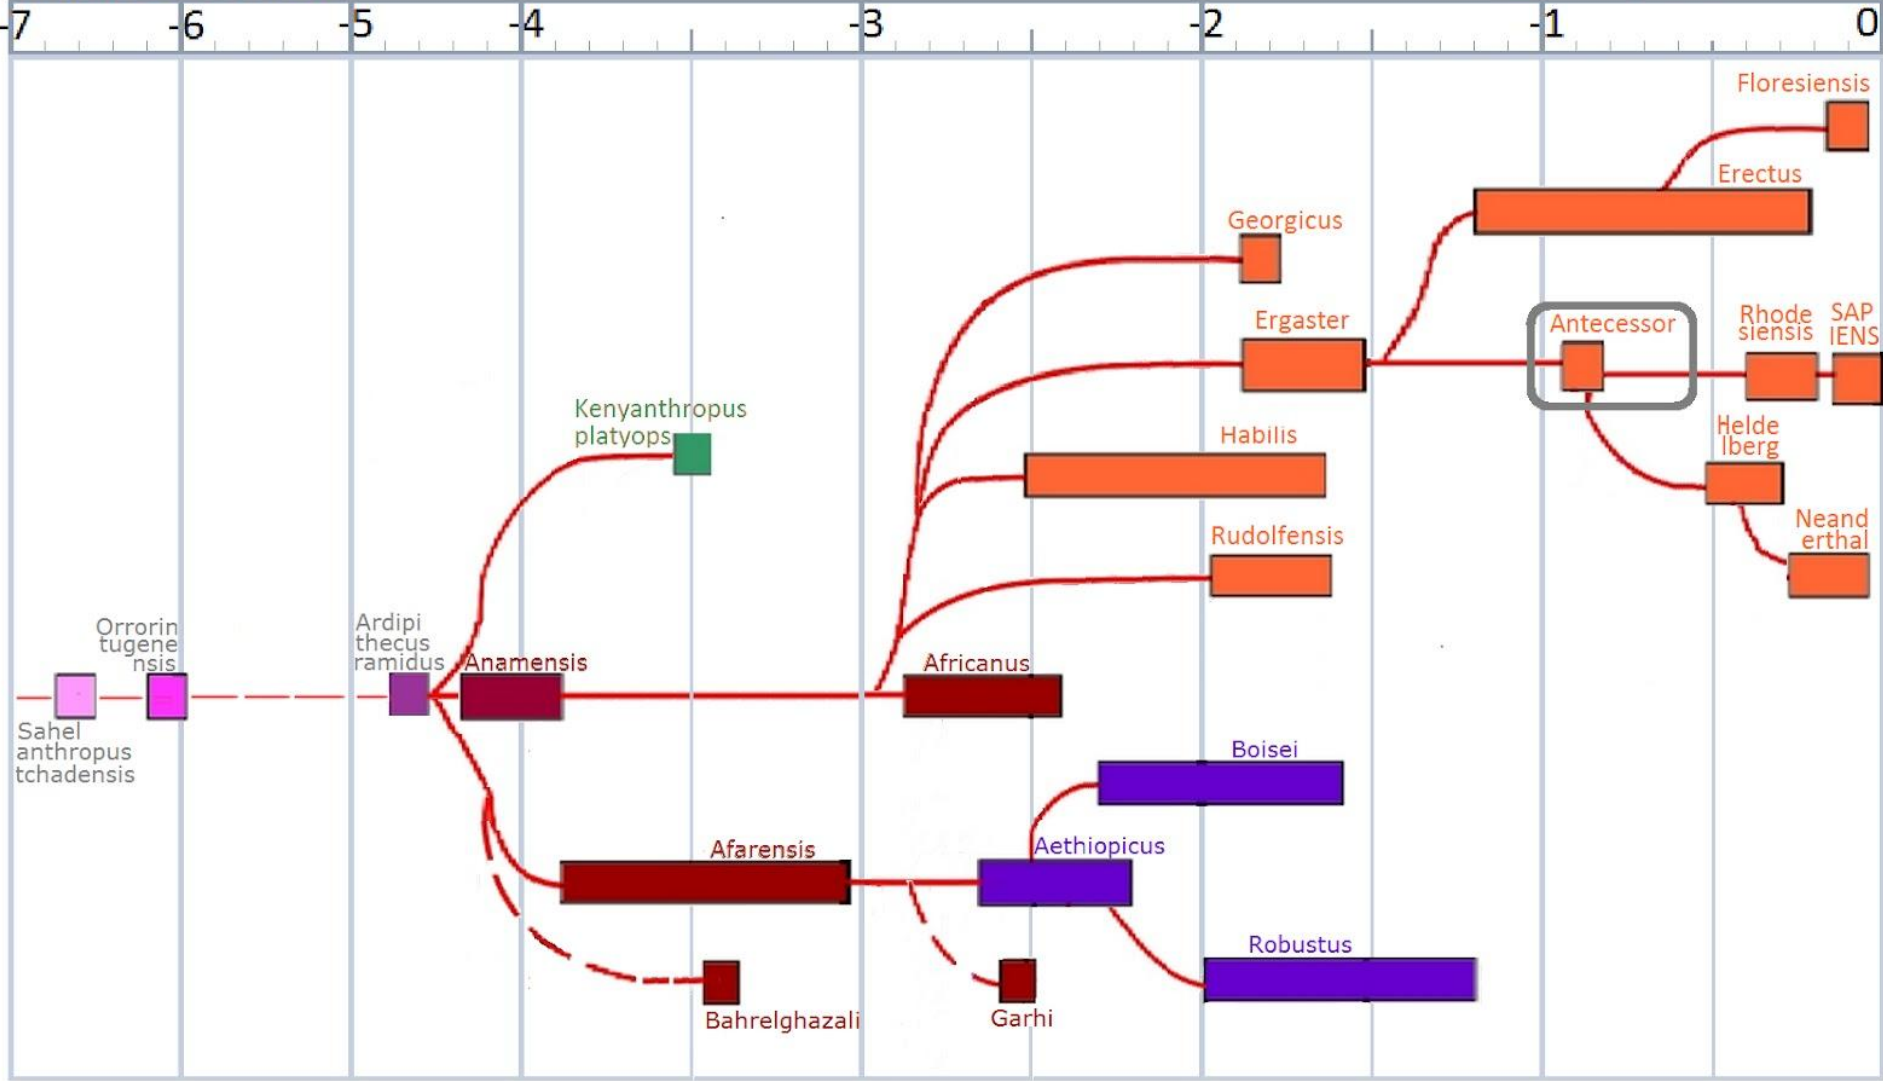 -7 -6 -5 -4 -3 -2 -1 0
Floresiensis
Erectus
Georgicus
Ergaster
Antecessor
Rhode
siensis
SAP
IENS
Kenyanthropus
platyops
Habilis
Helde
lberg
Rudolfensis
Neand
erthal
Orrorin
tugene
nsis
Ardipi
thecus
ramidus
Anamensis
Africanus
Sahel
anthropus
tchadensis
Boisei
Afarensis
Aethiopicus
Robustus
Bahrelghazali
Garhi